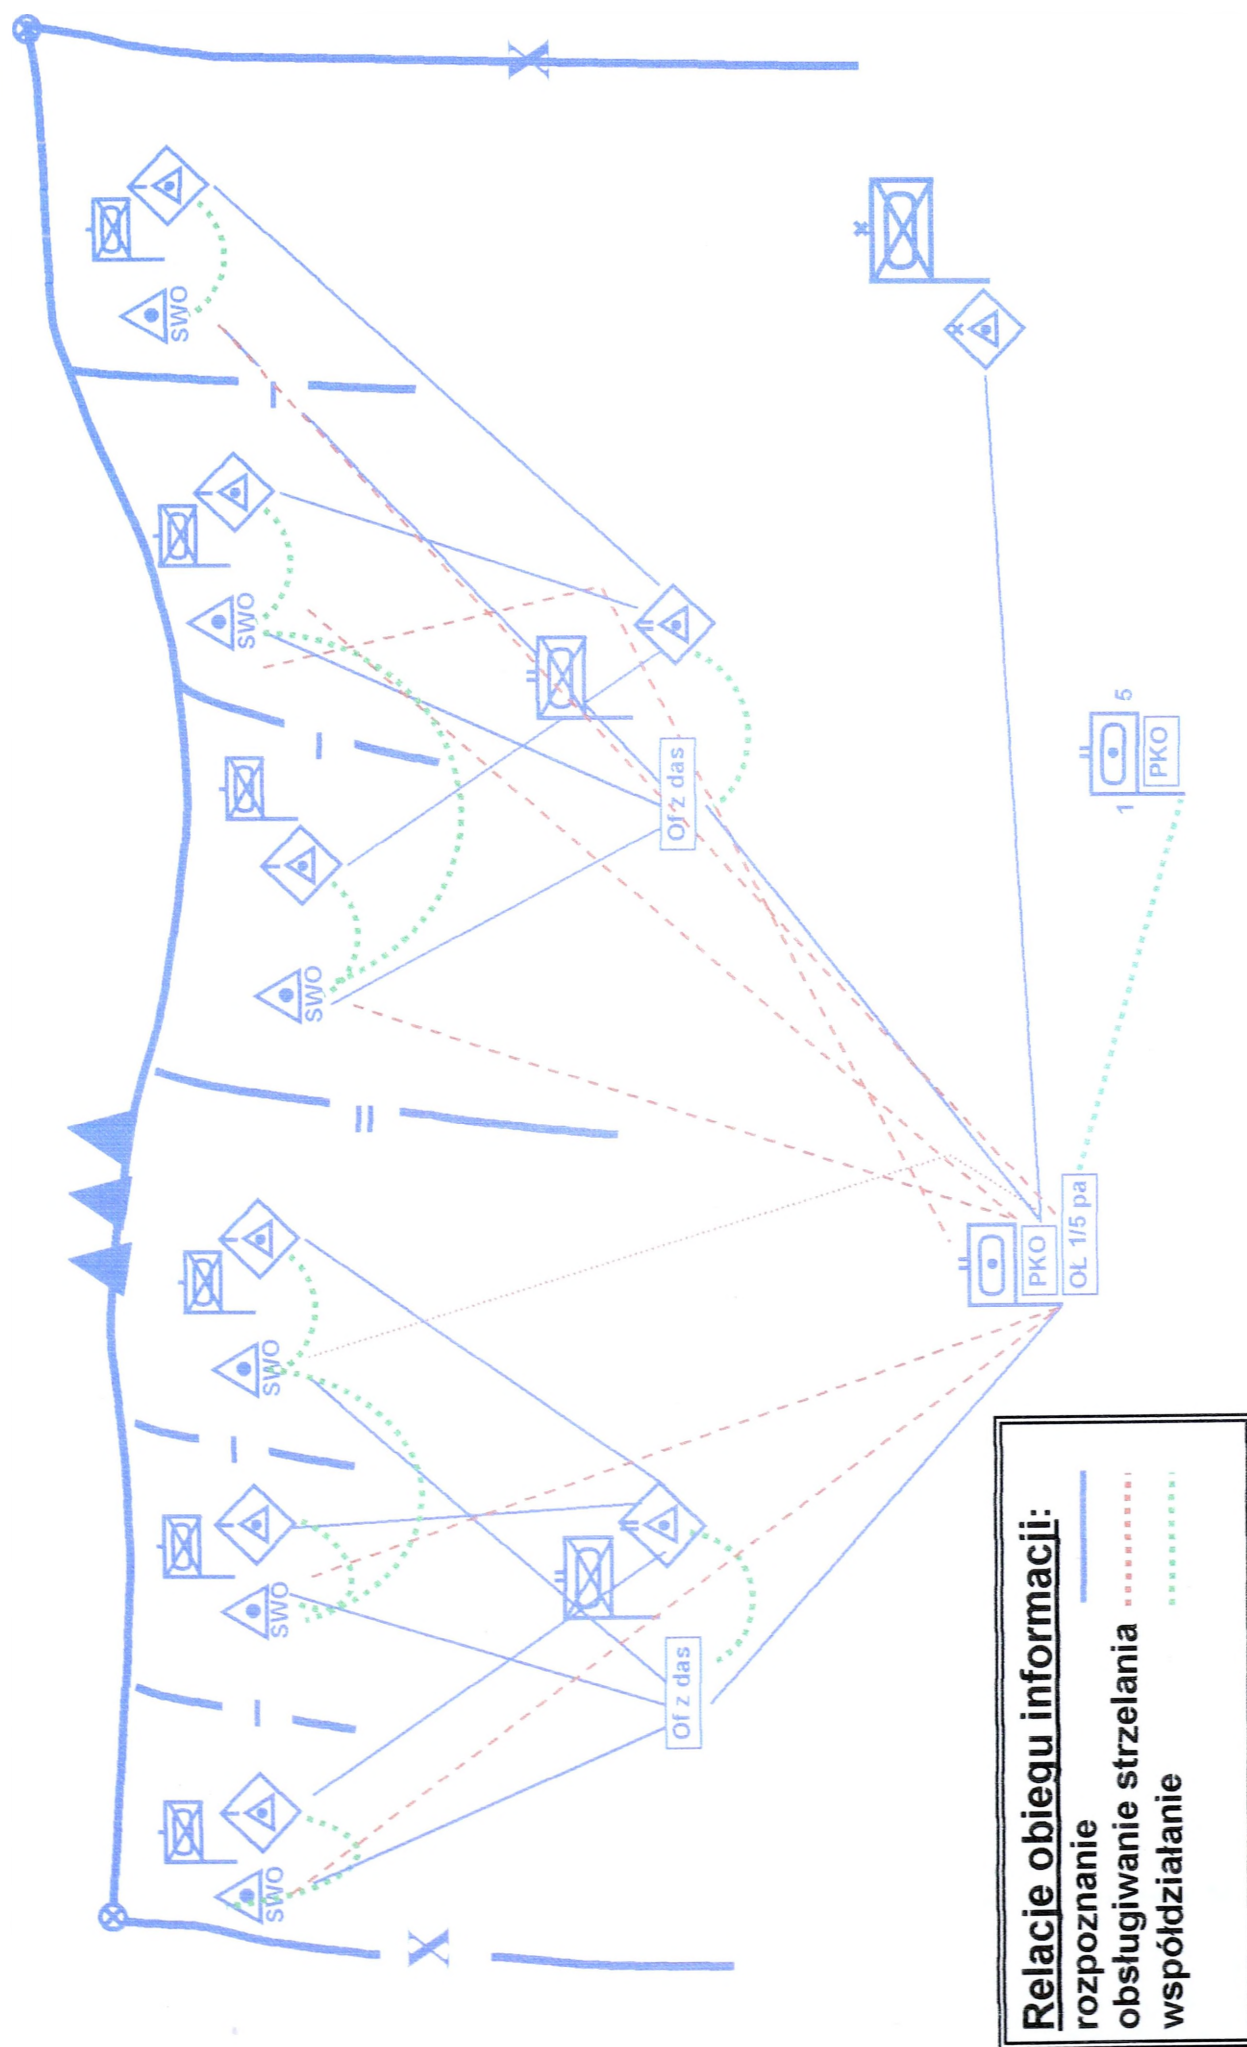 SWO
SWO
SWO
SWO
SWO
SWO
X
X
Of z das
Of z das
PKO
OŁ 1/5 pa
1 5
PKO
Relacje obiegu informacji:
rozpoznanie
obsługiwanie strzelania
współdziałanie